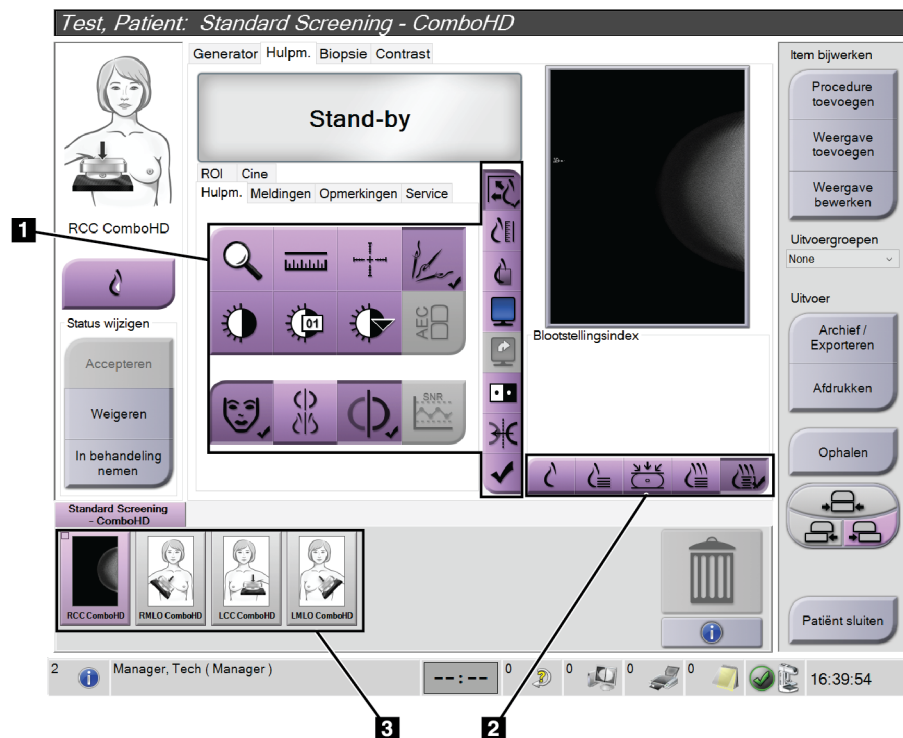 Test, Patient: Standard Screening - ComboHD
Generator Hulpm. Biopsie Contrast
Item bijwerken
Procedure
toevoegen
Weergave
toevoegen
Weergave
bewerken
Uitvoergroepen
None
Uitvoer
Archief /
Exporteren
Afdrukken
Ophalen
Patiënt sluiten
RCC ComboHD
Status wijzigen
Accepteren
Weigeren
In behandeling
nemen
Stand-by
ROI Cine
Hulpm. Meldingen Opmerkingen Service
01
AEC
SNR
Blootstellingsindex
1
Standard Screening
- ComboHD
RCC ComboHD
RMLO ComboHD
LCC ComboHD
LMLO ComboHD
2 Manager, Tech ( Manager )
--:--
0
0
0
0
16:39:54
3
2